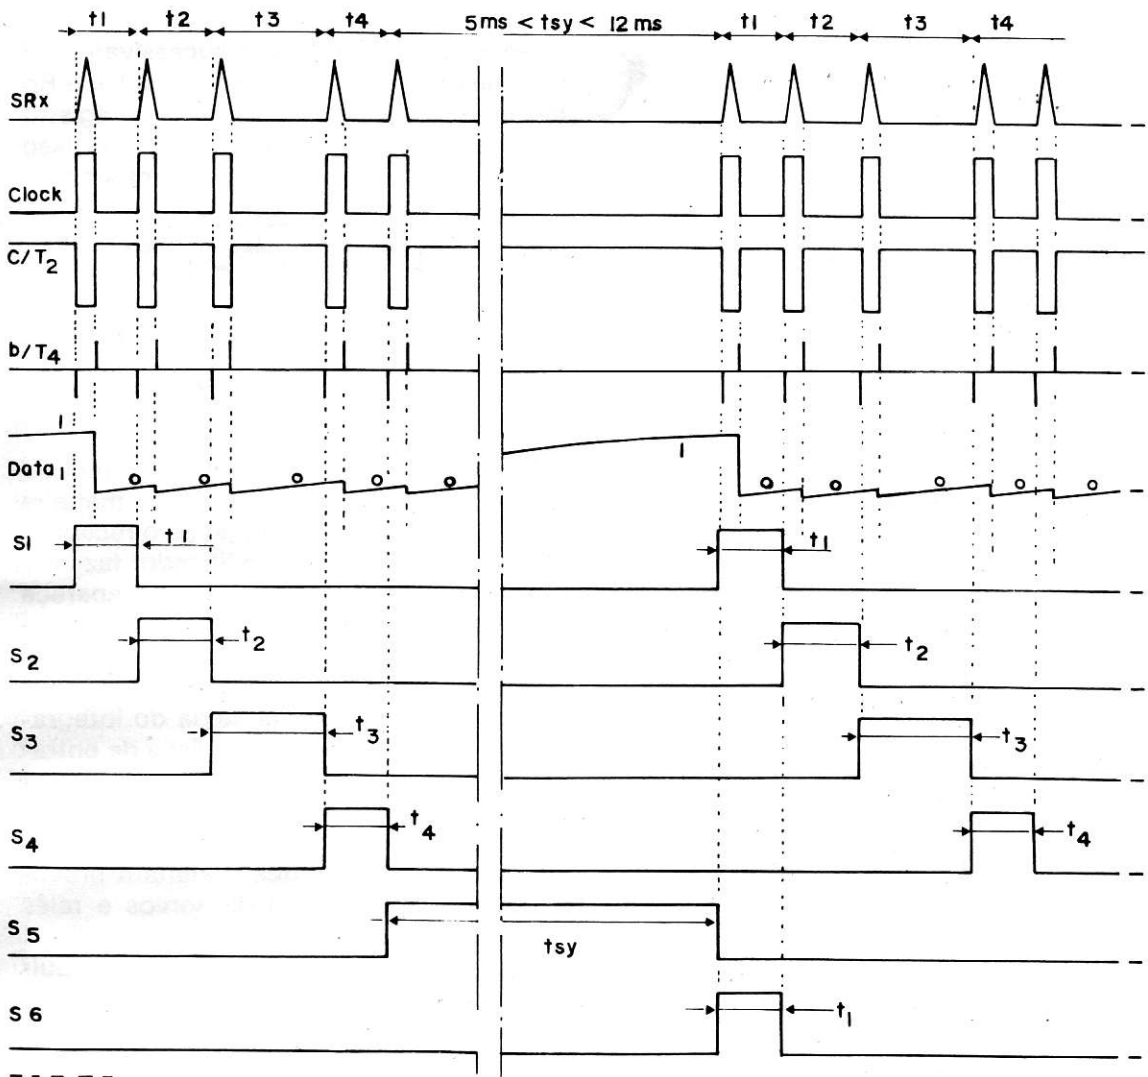 t1 t2 t3 t4 5 ms < tsy < 12 ms t1 t2 t3 t4
SRx
Clock
C/T2
b/T4
1 1
Data1 0 0 0 0 0 0 0 0 0 0
S1 t1 t1
S2 t2 t2
S3 t3 t3
S4 t4 t4
S5 tsy
S6 t1